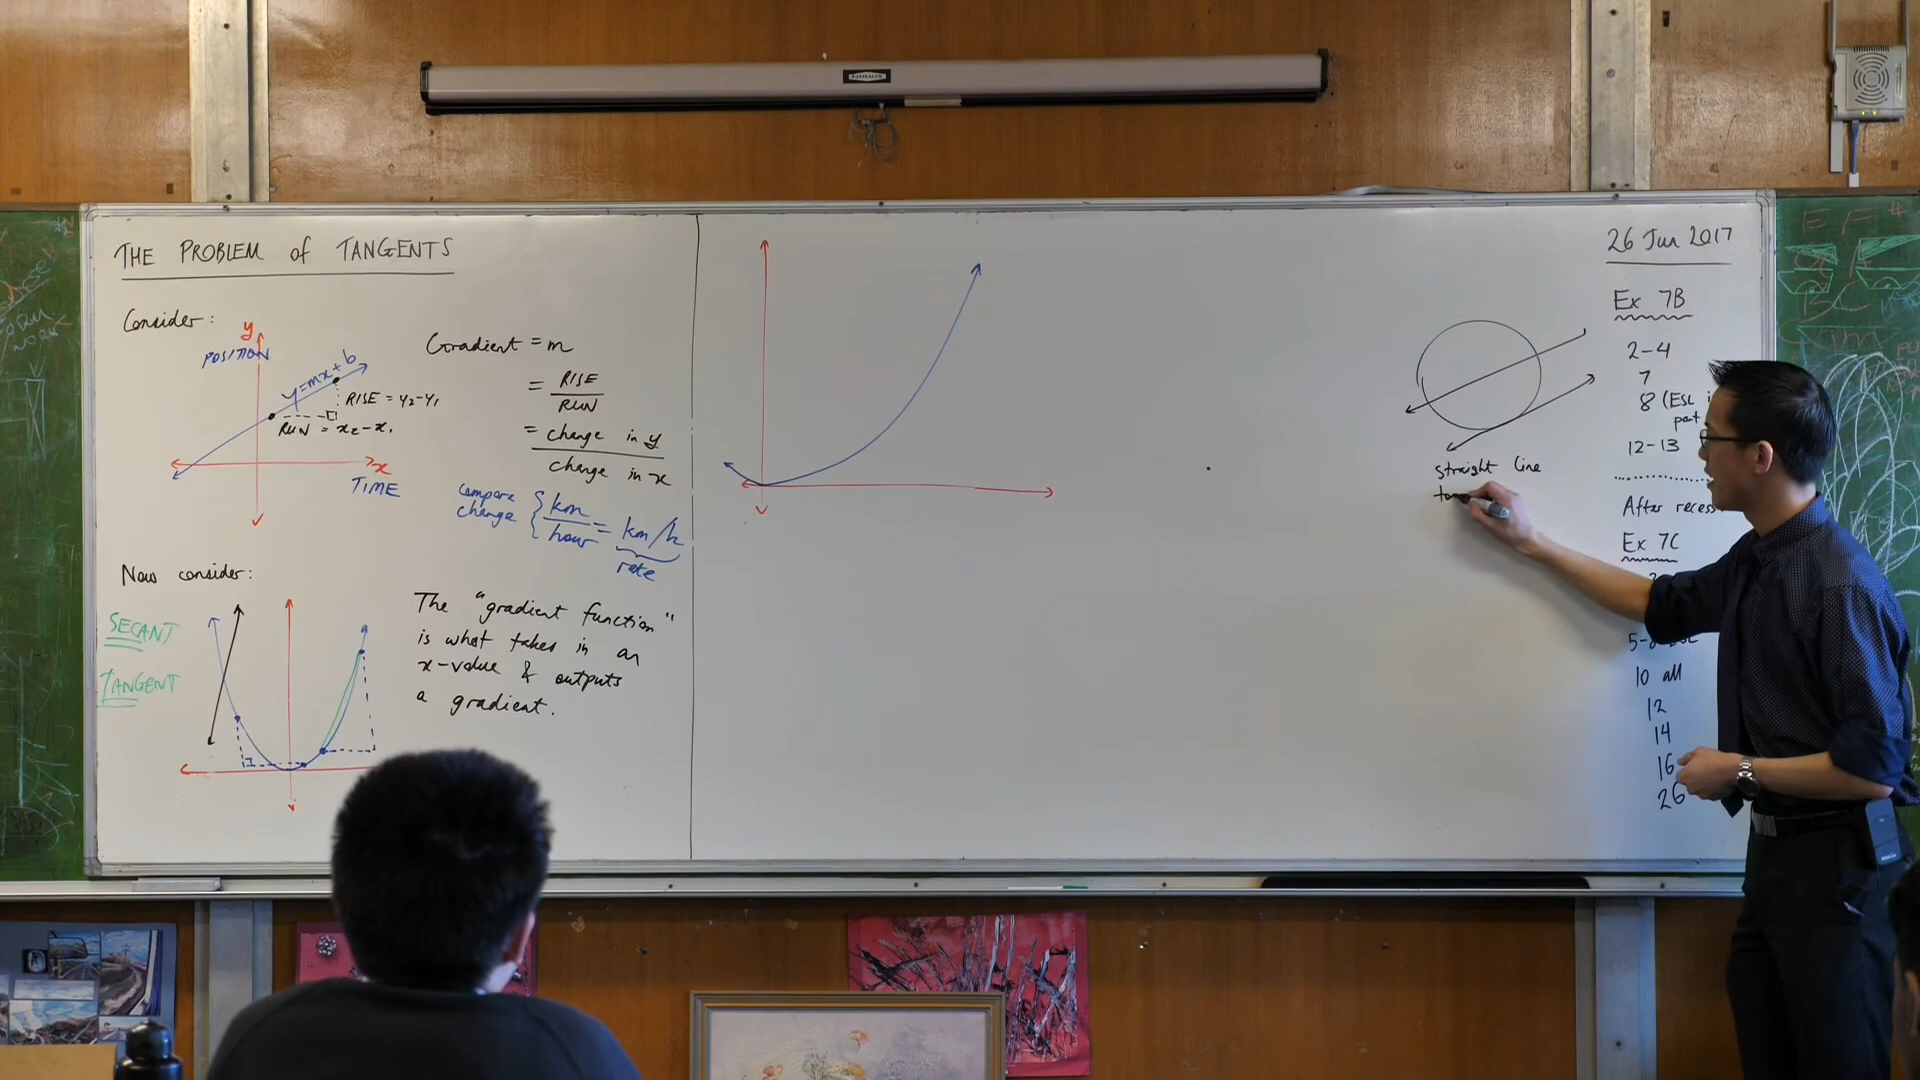 THE PROBLEM of TANGENTS
Consider:
y
POSITION
y=mx+b
RISE = y₂-y₁
RUN = x₂-x₁
x
TIME
Gradient = m
= RISE
RUN
= change in y
change in x
compare
change
km
hour
= km/h
rate
Now consider:
SECANT
TANGENT
The "gradient function"
is what takes in an
x-value & outputs
a gradient.
straight line
26 Jun 2017
Ex 7B
2-4
7
8 (Esc
part
12-13
After recess
Ex 7C
10 all
12
14
16
26